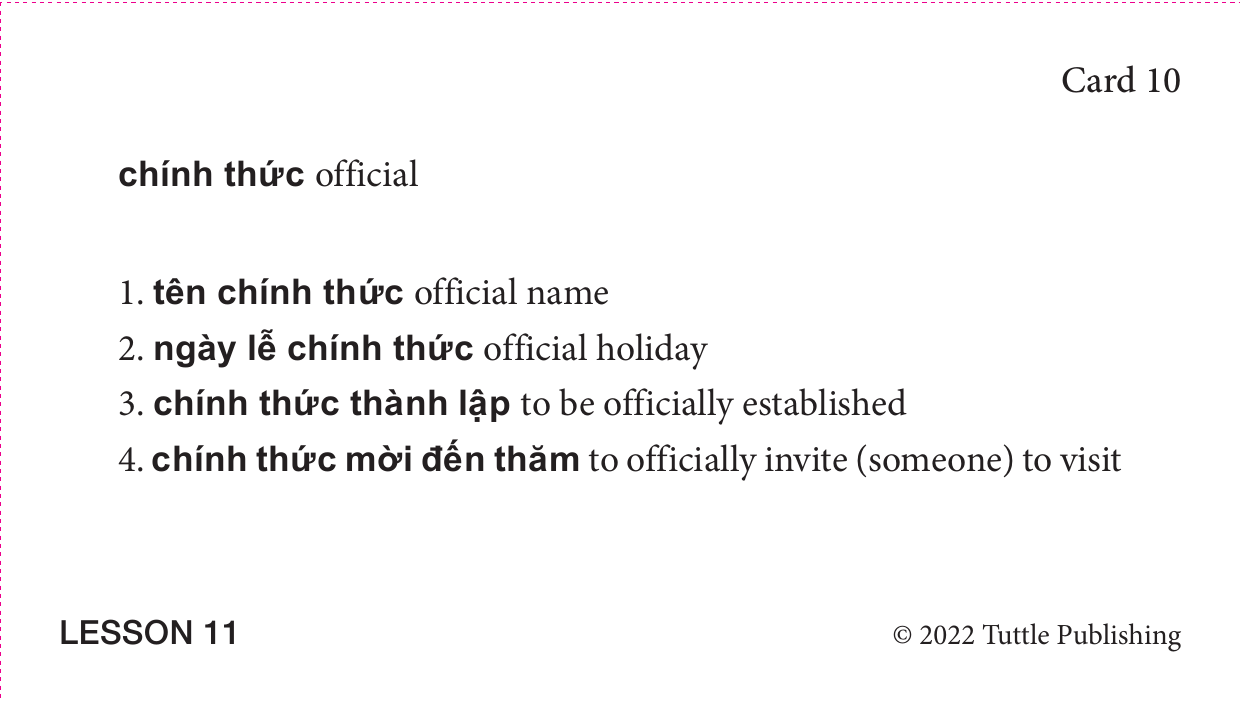 Card 10
chính thức official
1. tên chính thức official name
2. ngày lễ chính thức official holiday
3. chính thức thành lập to be officially established
4. chính thức mời đến thăm to officially invite (someone) to visit
LESSON 11
© 2022 Tuttle Publishing